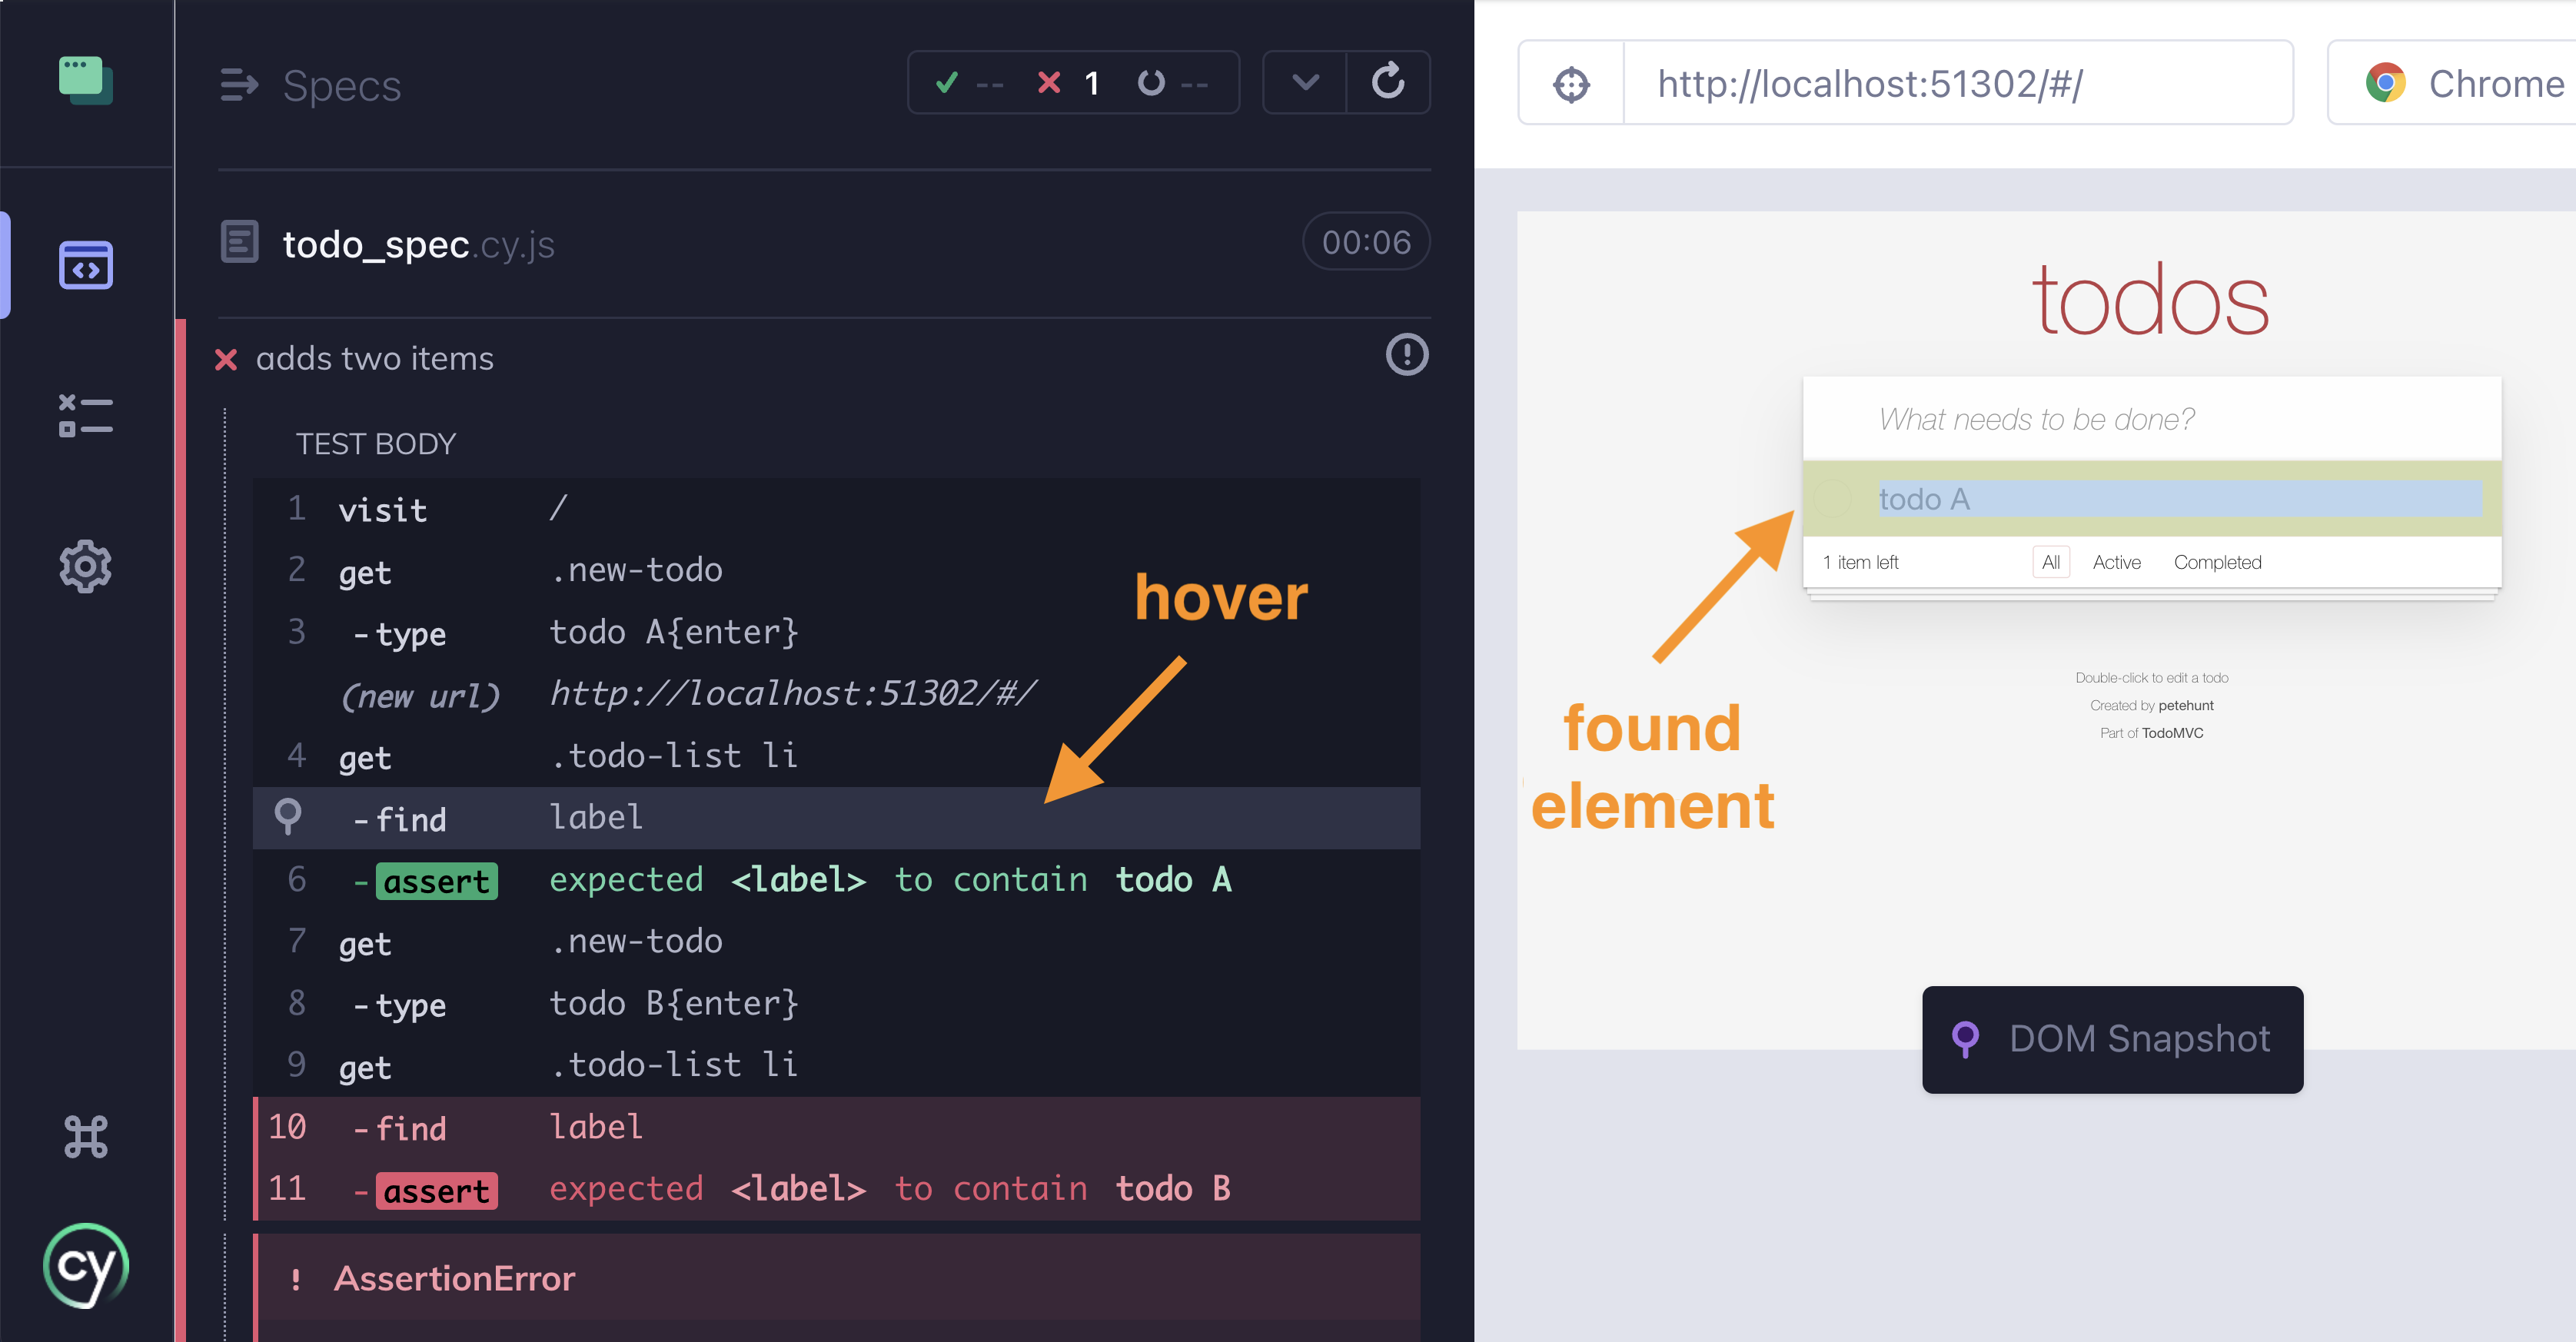 Specs
-- 1 --
todo_spec.cy.js 00:06
adds two items
TEST BODY
1 visit /
2 get .new-todo
3 -type todo A{enter}
(new url) http://localhost:51302/#/
4 get .todo-list li
-find label
6 -assert expected <label> to contain todo A
7 get .new-todo
8 -type todo B{enter}
9 get .todo-list li
10 -find label
11 -assert expected <label> to contain todo B
! AssertionError
cy
hover
http://localhost:51302/#/
Chrome
todos
What needs to be done?
todo A
1 item left All Active Completed
Double-click to edit a todo
Created by petehunt
Part of TodoMVC
found
element
DOM Snapshot